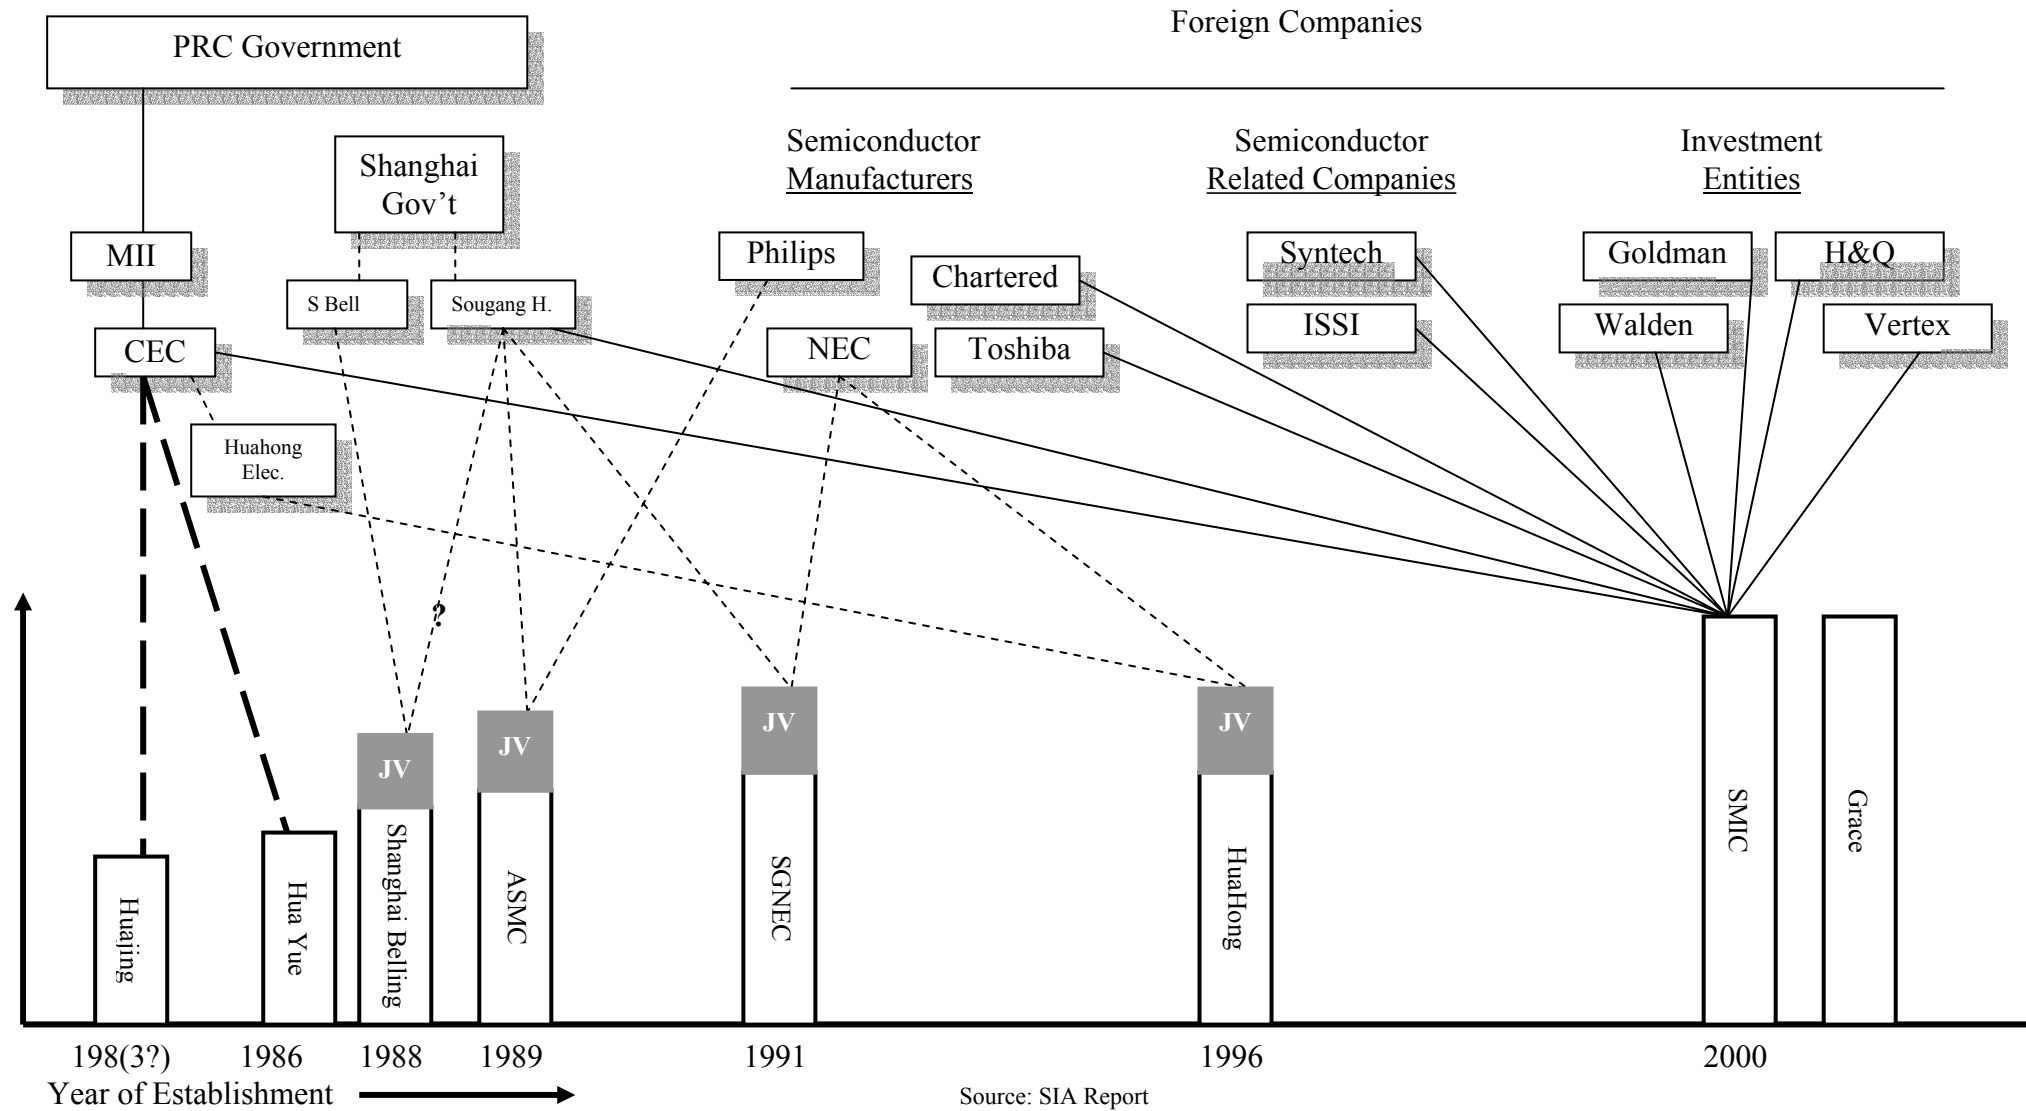 Foreign Companies
PRC Government
Shanghai
Gov’t
Semiconductor
Manufacturers
Semiconductor
Related Companies
Investment
Entities
MII
Philips
Syntech
Goldman
H&Q
S Bell
Sougang H.
Chartered
CEC
NEC
Toshiba
ISSI
Walden
Vertex
Huahong
Elec.
?
JV
JV
JV
JV
Huajing
Hua Yue
Shanghai Belling
ASMC
SGNEC
HuaHong
SMIC
Grace
198(3?)
1986
1988
1989
1991
1996
2000
Year of Establishment
Source: SIA Report